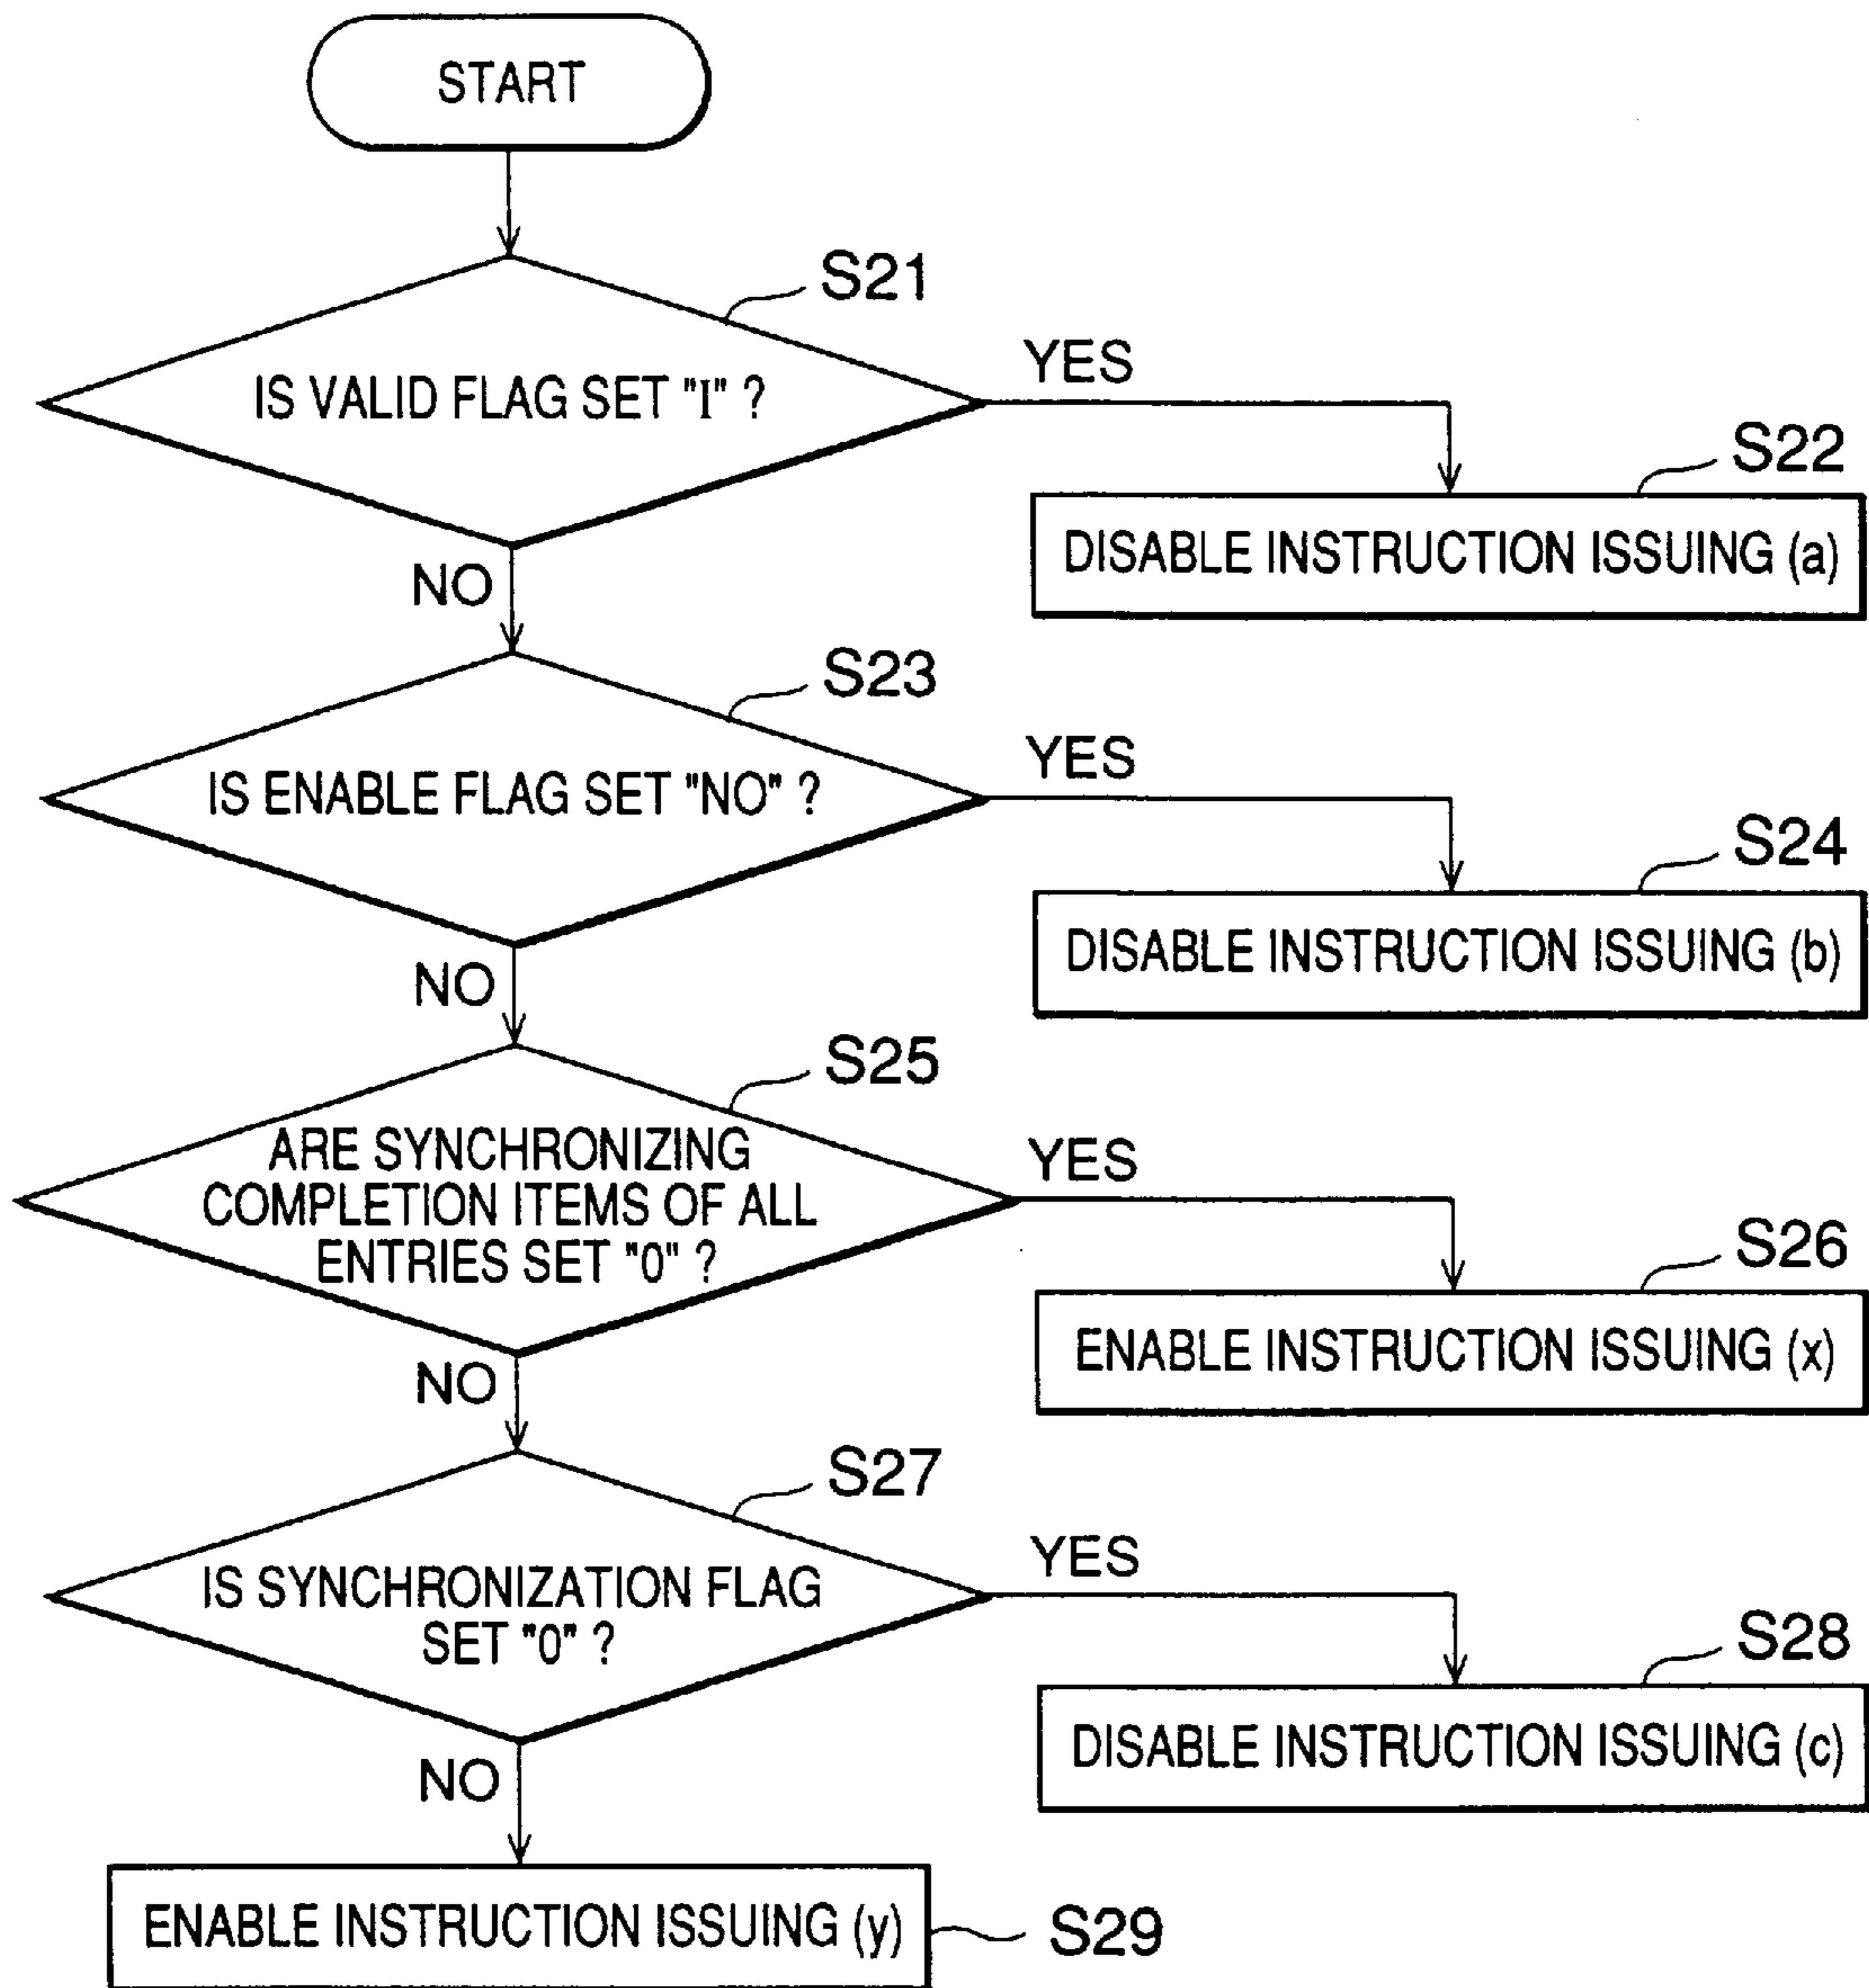 START
S21
IS VALID FLAG SET "I" ?
YES
S22
DISABLE INSTRUCTION ISSUING (a)
NO
S23
IS ENABLE FLAG SET "NO" ?
YES
S24
DISABLE INSTRUCTION ISSUING (b)
NO
S25
ARE SYNCHRONIZING
COMPLETION ITEMS OF ALL
ENTRIES SET "0" ?
YES
S26
ENABLE INSTRUCTION ISSUING (x)
NO
S27
IS SYNCHRONIZATION FLAG
SET "0" ?
YES
S28
DISABLE INSTRUCTION ISSUING (c)
NO
ENABLE INSTRUCTION ISSUING (y)
S29